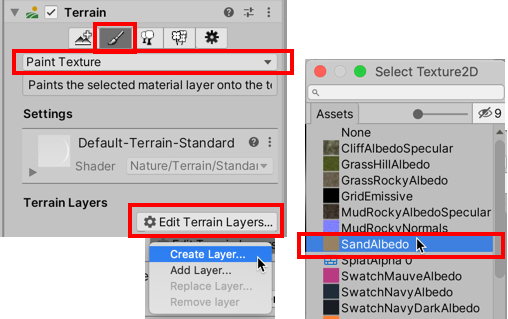 Terrain
Paint Texture
Paints the selected material layer onto the te
Settings
Default-Terrain-Standard
Shader
Nature/Terrain/Standar
Terrain Layers
Edit Terrain Layers...
Create Layer...
Add Layer...
Replace Layer...
Remove layer
Select Texture2D
Assets
9
None
CliffAlbedoSpecular
GrassHillAlbedo
GrassRockyAlbedo
GridEmissive
MudRockyAlbedoSpecular
MudRockyNormals
SandAlbedo
SplatAlpha 0
SwatchMauveAlbedo
SwatchNavyAlbedo
SwatchNavyDarkAlbedo